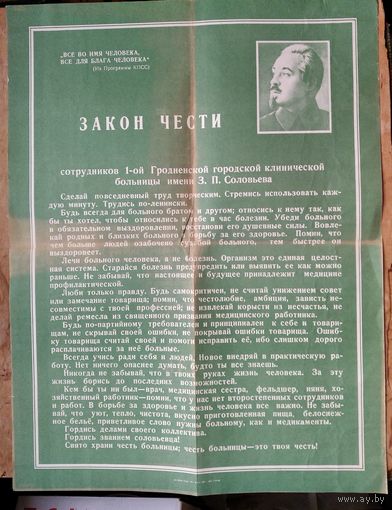 „ВСЕ ВО ИМЯ ЧЕЛОВЕКА,
ВСЕ ДЛЯ БЛАГА ЧЕЛОВЕКА“
(Из Программы КПСС)
ЗАКОН ЧЕСТИ
сотрудников I-ой Гродненской городской клинической
больницы имени З. П. Соловьева
Сделай повседневный труд творческим. Стремись использовать каж-
дую минуту. Трудись по-ленински.
Будь всегда для больного братом и другом; относись к нему так, как
бы ты хотел, чтобы относились к тебе в час болезни. Убеди больного
в обязательном выздоровлении, восстанови его душевные силы. Вовле-
кай родных и близких больного в борьбу за его здоровье. Помни, что
чем больше людей озабочено судьбой больного, тем быстрее он
выздоровеет.
Лечи больного человека, а не болезнь. Организм это единая целост-
ная система. Старайся болезнь предупредить или выявить ее как можно
раньше. Не забывай, что настоящее и будущее принадлежит медицине
профилактической.
Люби только правду. Будь самокритичен, не считай унижением совет
или замечание товарища; помни, что честолюбие, амбиция, зависть не-
совместимы с твоей профессией; не извлекай корысти из несчастья, не
делай ремесла из священного призвания медицинского работника.
Будь по-партийному требователен и принципиален к себе и товари-
щам, не скрывай своей ошибки, не покрывай ошибки товарища. Ошиб-
ку товарища считай своей и помоги исправить её, ибо слишком дорого
расплачиваются за неё больные.
Всегда учись ради себя и людей. Новое внедряй в практическую ра-
боту. Нет ничего опаснее думать, будто ты все знаешь.
Никогда не забывай, что в твоих руках жизнь человека. За эту
жизнь борись до последних возможностей.
Кем бы ты ни был—врач, медицинская сестра, фельдшер, няня, хо-
зяйственный работник—помни, что у нас нет второстепенных сотрудников
и работ. В борьбе за здоровье и жизнь человека все важно. Не забы-
вай, что уют, тепло, чистота, вкусно приготовленная пища, белоснеж-
ное бельё, приветливое слово нужны больному, как и медикаменты.
Гордись делами своего коллектива.
Гордись званием соловьевца!
Свято храни честь больницы; честь больницы—это твоя честь!
www.ay.by